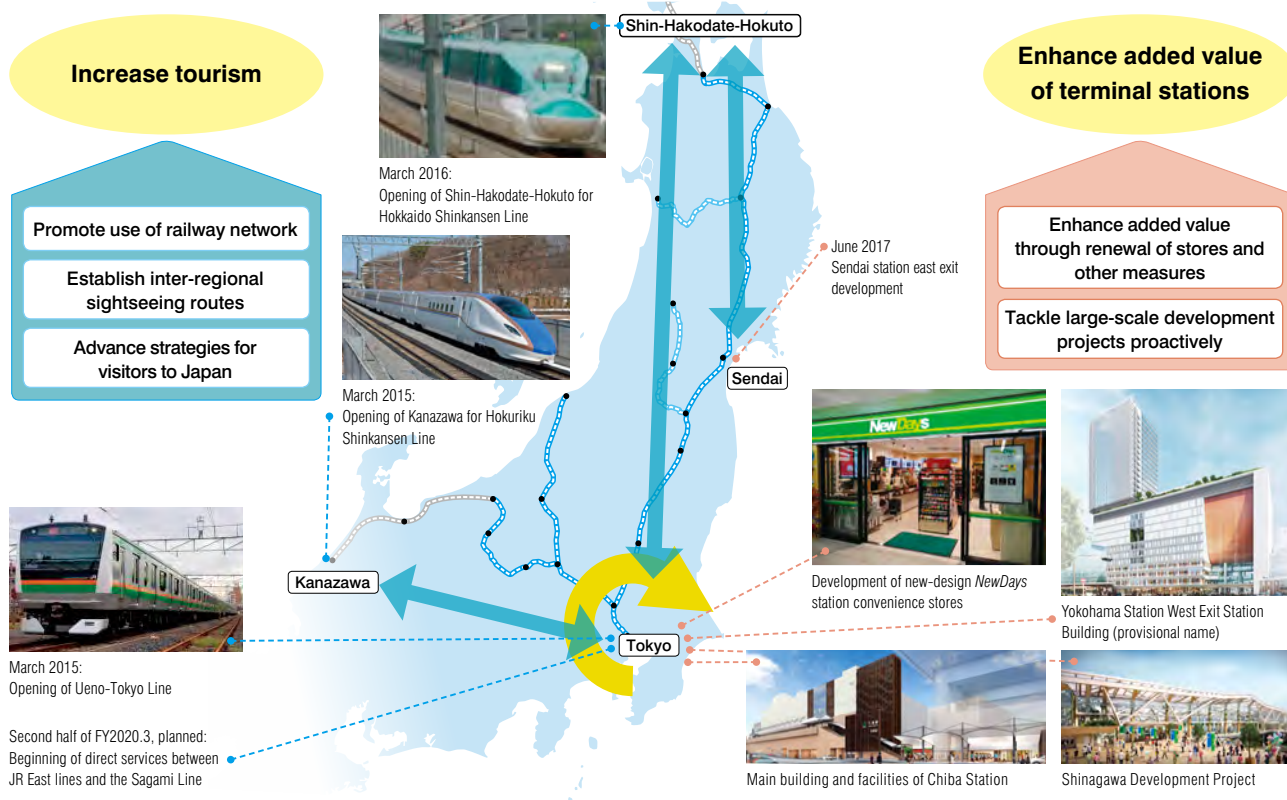 Increase tourism
Promote use of railway network
Establish inter-regional
sightseeing routes
Advance strategies for
visitors to Japan
Shin-Hakodate-Hokuto
March 2016:
Opening of Shin-Hakodate-Hokuto for
Hokkaido Shinkansen Line
March 2015:
Opening of Kanazawa for Hokuriku
Shinkansen Line
Kanazawa
March 2015:
Opening of Ueno-Tokyo Line
Second half of FY2020.3, planned:
Beginning of direct services between
JR East lines and the Sagami Line
Tokyo
Sendai
June 2017
Sendai station east exit
development
Enhance added value
of terminal stations
Enhance added value
through renewal of stores and
other measures
Tackle large-scale development
projects proactively
NewDays
Development of new-design NewDays
station convenience stores
Yokohama Station West Exit Station
Building (provisional name)
Main building and facilities of Chiba Station
Shinagawa Development Project